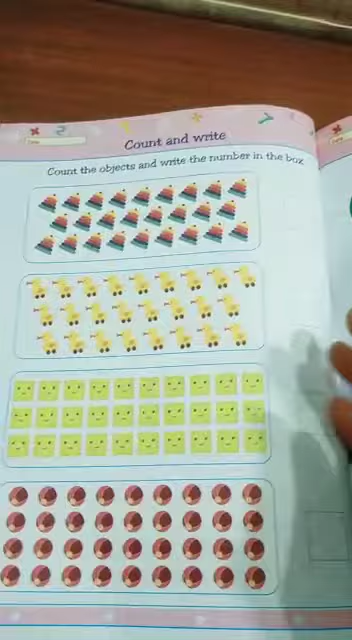 Count and write
Count the objects and write the number in the box